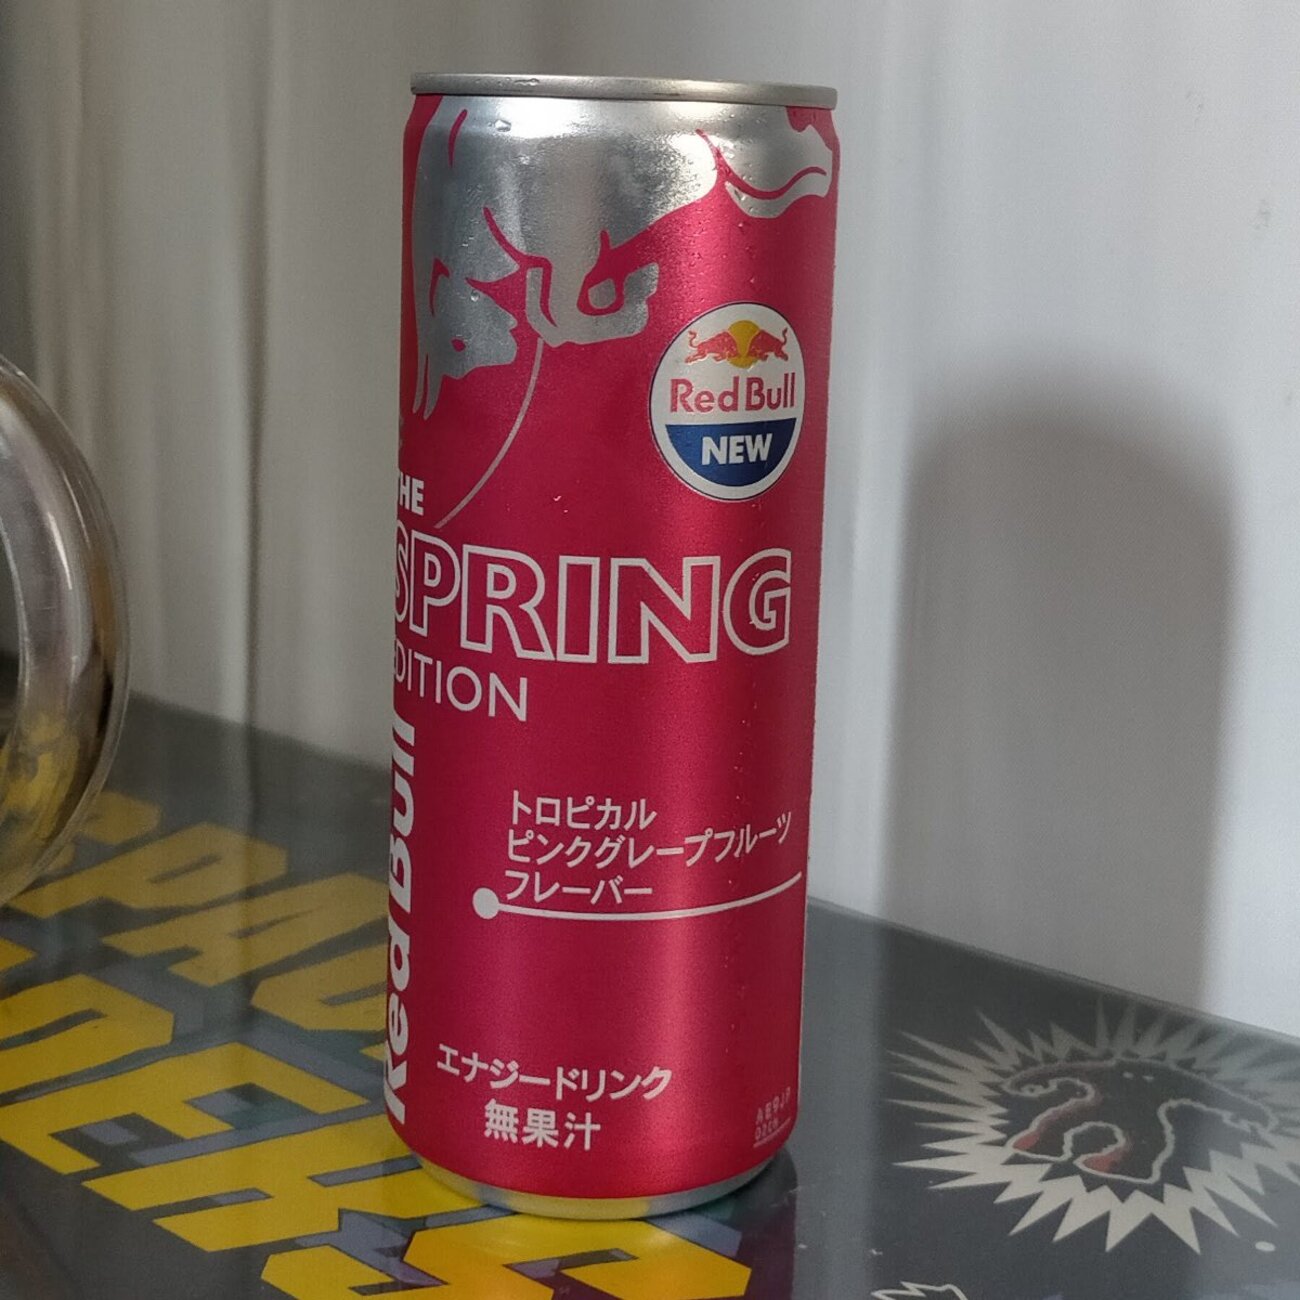 Red Bull
NEW
THE
SPRING
EDITION
Red Bull
トロピカル
ピンクグレープフルーツ
フレーバー
エナジードリンク
無果汁